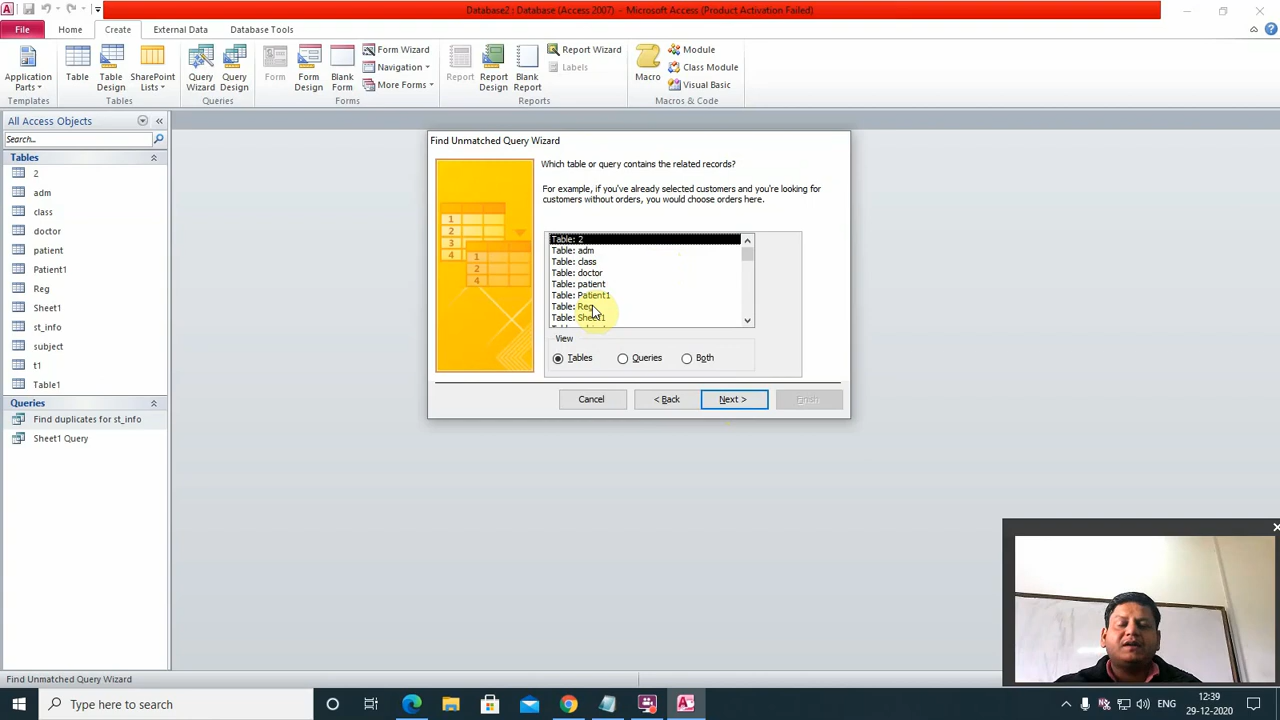 Database2 : Database (Access 2007) - Microsoft Access (Product Activation Failed)
File Home Create External Data Database Tools
Application Parts
Table
Table Design
SharePoint Lists
Query Wizard
Query Design
Form
Form Design
Blank Form
Form Wizard
Navigation
More Forms
Report
Report Design
Blank Report
Report Wizard
Labels
Macro
Module
Class Module
Visual Basic
Templates Tables Queries Forms Reports Macros & Code
All Access Objects
Search...
Tables
2
adm
class
doctor
patient
Patient1
Reg
Sheet1
st_info
subject
t1
Table1
Queries
Find duplicates for st_info
Sheet1 Query
Find Unmatched Query Wizard
Which table or query contains the related records?
For example, if you've already selected customers and you're looking for
customers without orders, you would choose orders here.
1
2
3
4
1
2
3
4
Table: 2
Table: adm
Table: class
Table: doctor
Table: patient
Table: Patient1
Table: Reg
Table: Sheet1
View
Tables Queries Both
Cancel < Back Next > Finish
Find Unmatched Query Wizard
Type here to search
ENG
12:39
29-12-2020